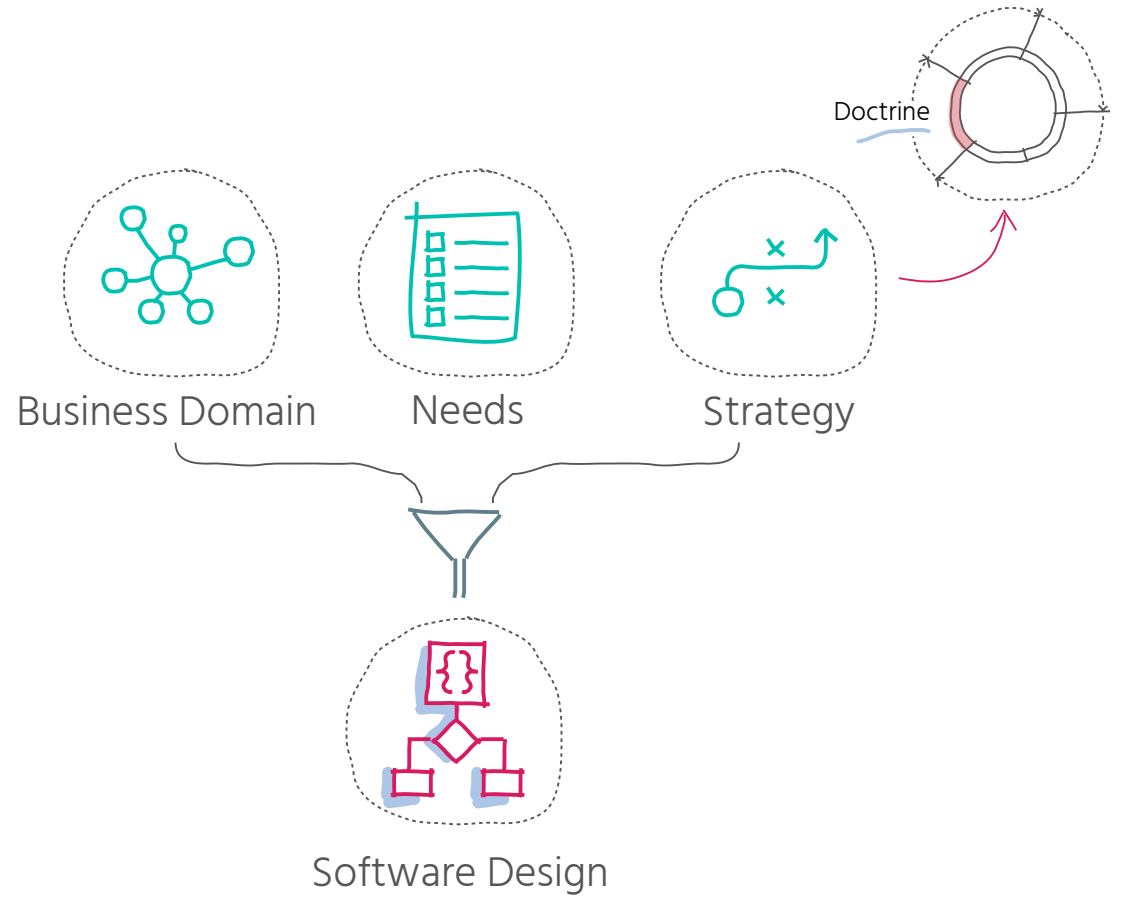 Doctrine
Business Domain
Needs
Strategy
{}
Software Design